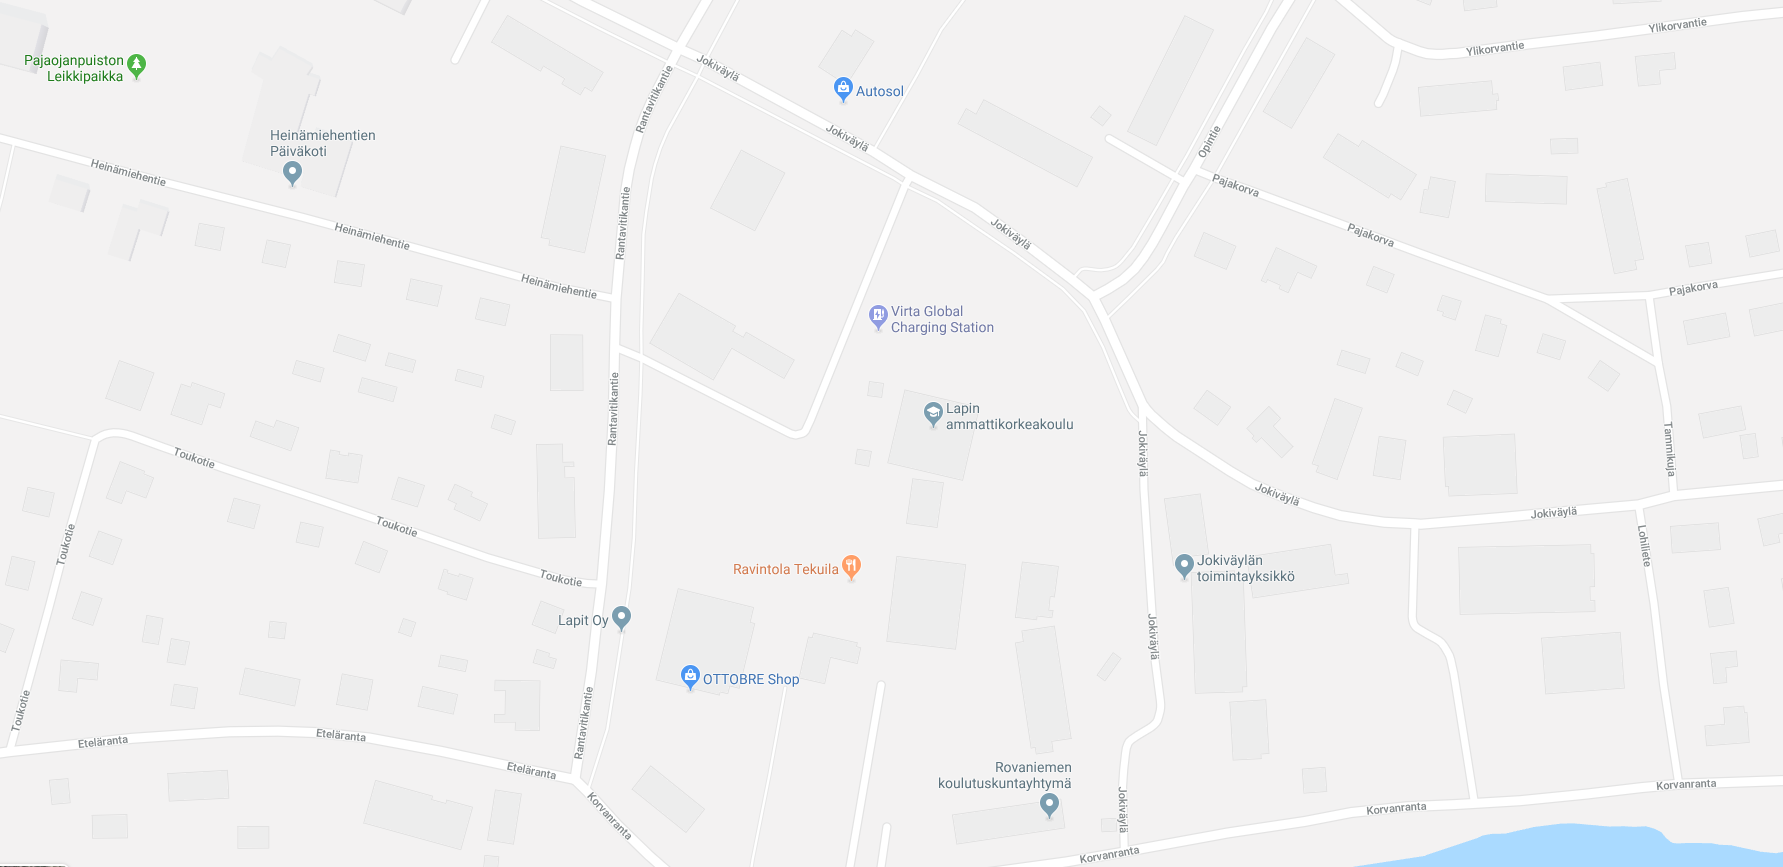 Ylikorvantie
Ylikorvantie
Pajaojanpuiston
Leikkipaikka
Jokiväylä
Rantavitikantie
Autosol
Heinämiehentien
Päiväkoti
Jokiväylä
Opintie
Heinämiehentie
Pajakorva
Rantavitikantie
Heinämiehentie
Jokiväylä
Pajakorva
Heinämiehentie
Pajakorva
Virta Global
Charging Station
Rantavitikantie
Lapin
ammattikorkeakoulu
Jokiväylä
Tammikuja
Toukotie
Jokiväylä
Jokiväylä
Toukotie
Toukotie
Lohiliete
Ravintola Tekuila
Jokiväylän
toimintayksikkö
Toukotie
Lapit Oy
Jokiväylä
OTTOBRE Shop
Toukotie
Rantavitikantie
Eteläranta
Eteläranta
Eteläranta
Rovaniemen
koulutuskuntayhtymä
Korvanranta
Korvanranta
Jokiväylä
Korvanranta
Korvanranta